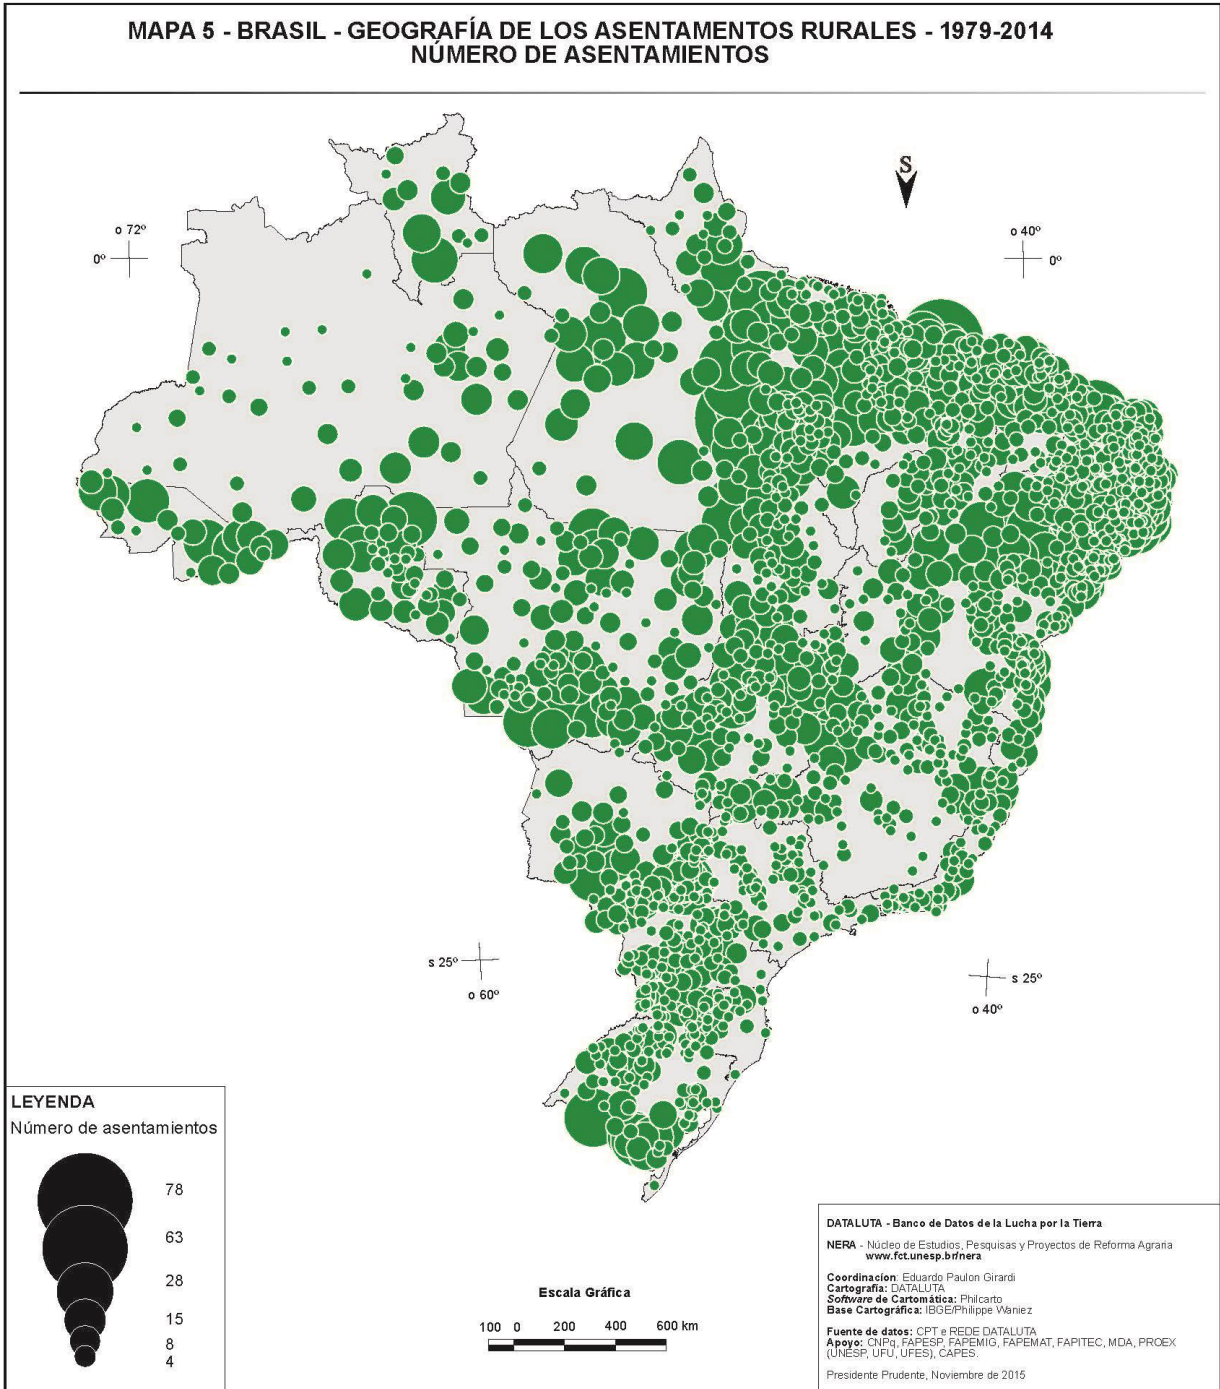 MAPA 5 - BRASIL - GEOGRAFÍA DE LOS ASENTAMENTOS RURALES - 1979-2014
NÚMERO DE ASENTAMIENTOS
S
o 72º
0º
o 40º
0º
s 25º
o 60º
s 25º
o 40º
LEYENDA
Número de asentamientos
78
63
28
15
8
4
Escala Gráfica
100 0 200 400 600 km
DATALUTA - Banco de Datos de la Lucha por la Tierra
NERA - Núcleo de Estudios, Pesquisas y Proyectos de Reforma Agraria
www.fct.unesp.br/nera
Coordinacíon: Eduardo Paulon Girardi
Cartografía: DATALUTA
Software de Cartomática: Philcarto
Base Cartográfica: IBGE/Philippe Waniez
Fuente de datos: CPT e REDE DATALUTA
Apoyo: CNPq, FAPESP, FAPEMIG, FAPEMAT, FAPITEC, MDA, PROEX
(UNESP, UFU, UFES), CAPES.
Presidente Prudente, Noviembre de 2015